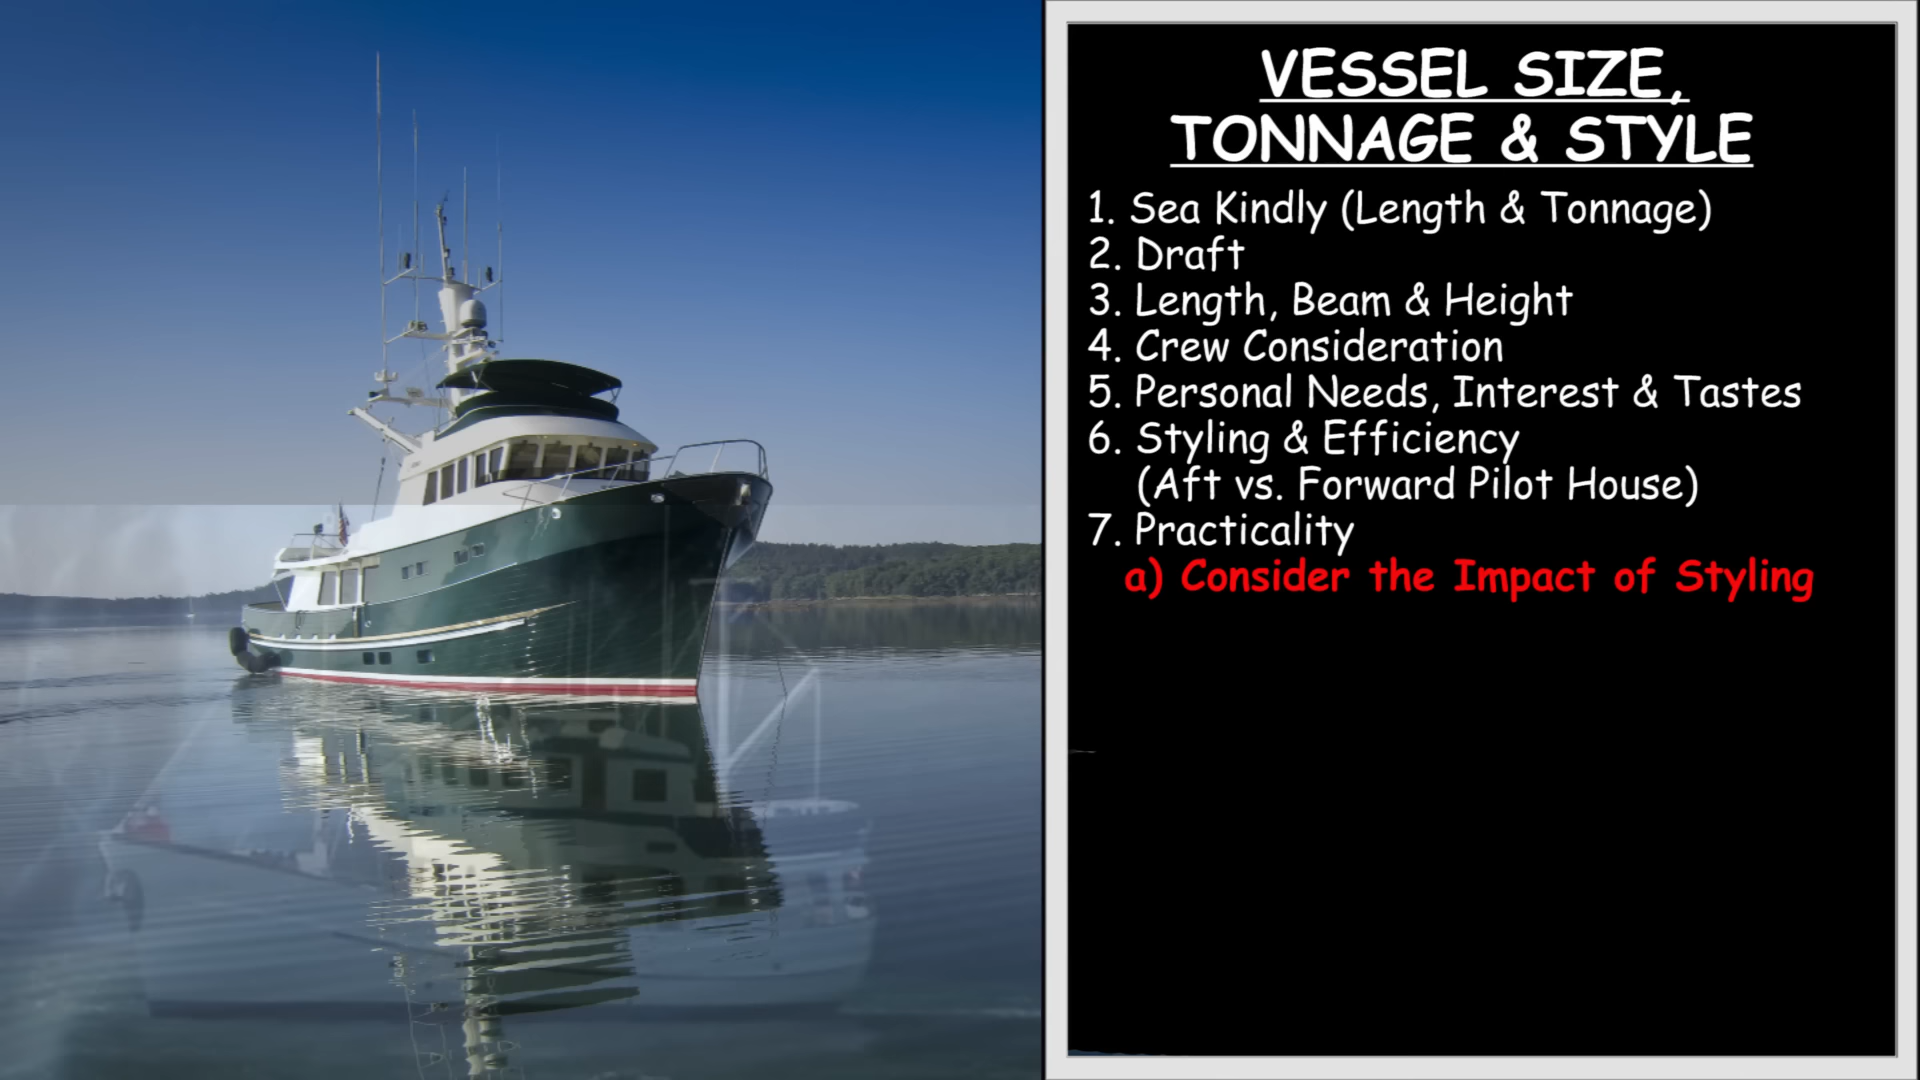 VESSEL SIZE,
TONNAGE & STYLE
1. Sea Kindly (Length & Tonnage)
2. Draft
3. Length, Beam & Height
4. Crew Consideration
5. Personal Needs, Interest & Tastes
6. Styling & Efficiency
(Aft vs. Forward Pilot House)
7. Practicality
a) Consider the Impact of Styling